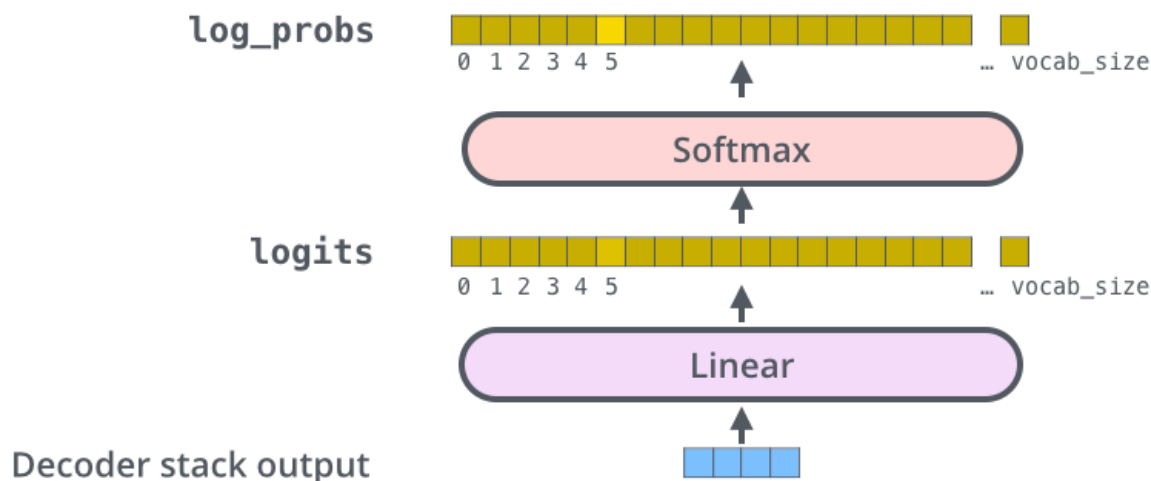 log_probs
0 1 2 3 4 5 … vocab_size
Softmax
logits
0 1 2 3 4 5 … vocab_size
Linear
Decoder stack output